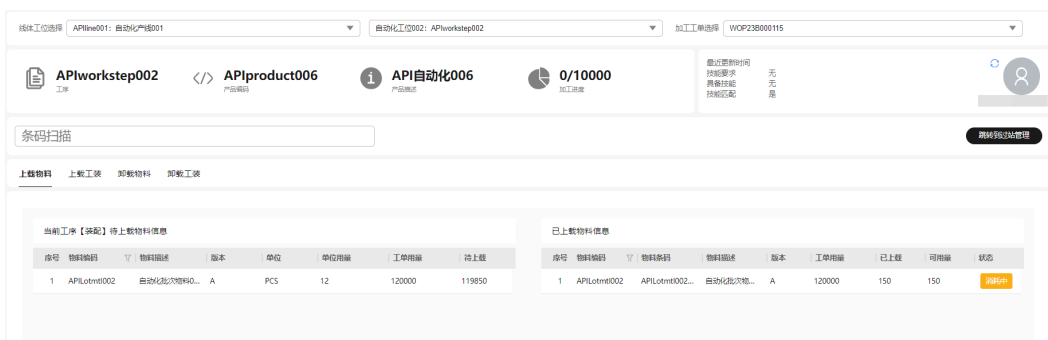 线体工位选择 APIline001：自动化产线001 自动化工位002：APIworkstep002 加工工单选择 WOP23B000115
APIworkstep002 APIproduct006 API自动化006 0/10000
工序 产品编码 产品描述 加工进度
最近更新时间
技能要求 无
具备技能 无
技能匹配 是
条码扫描 跳转到过站管理
上载物料 上载工装 卸载物料 卸载工装
当前工序【装配】待上载物料信息 已上载物料信息
序号 物料编码 物料描述 版本 单位 单位用量 工单用量 待上载 序号 物料编码 物料条码 物料描述 版本 工单用量 已上载 可用量 状态
1 APILotmtl002 自动化批次物料0... A PCS 12 120000 119850 1 APILotmtl002 APILotmtl002... 自动化批次物... A 120000 150 150 消耗中